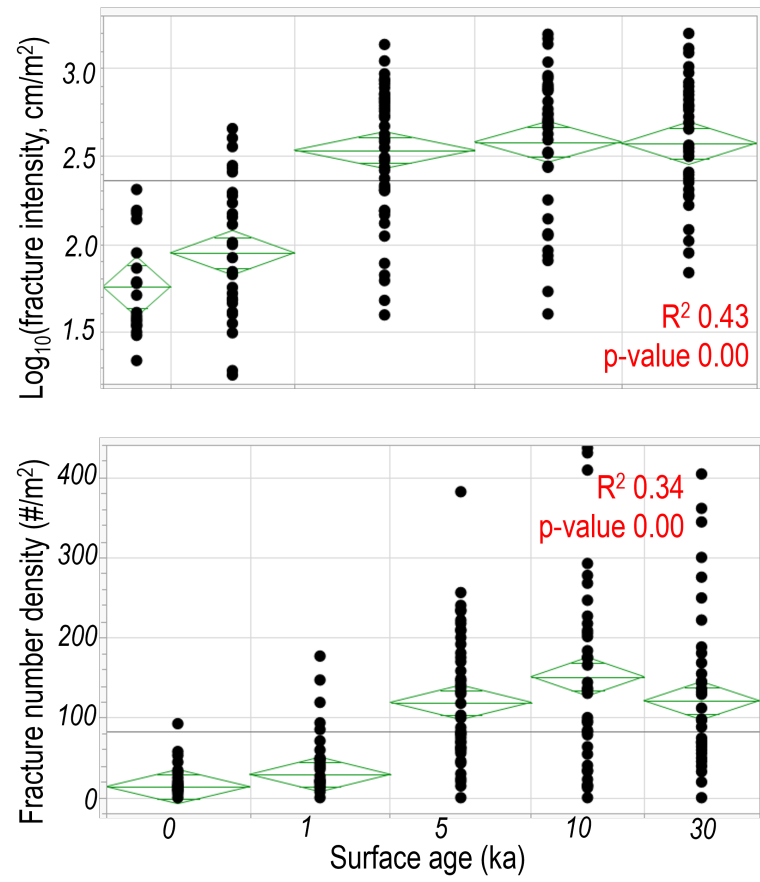 Log₁₀(fracture intensity, cm/m²)
3.0
2.5
2.0
1.5
R² 0.43
p-value 0.00
Fracture number density (#/m²)
400
300
200
100
0
R² 0.34
p-value 0.00
0 1 5 10 30
Surface age (ka)